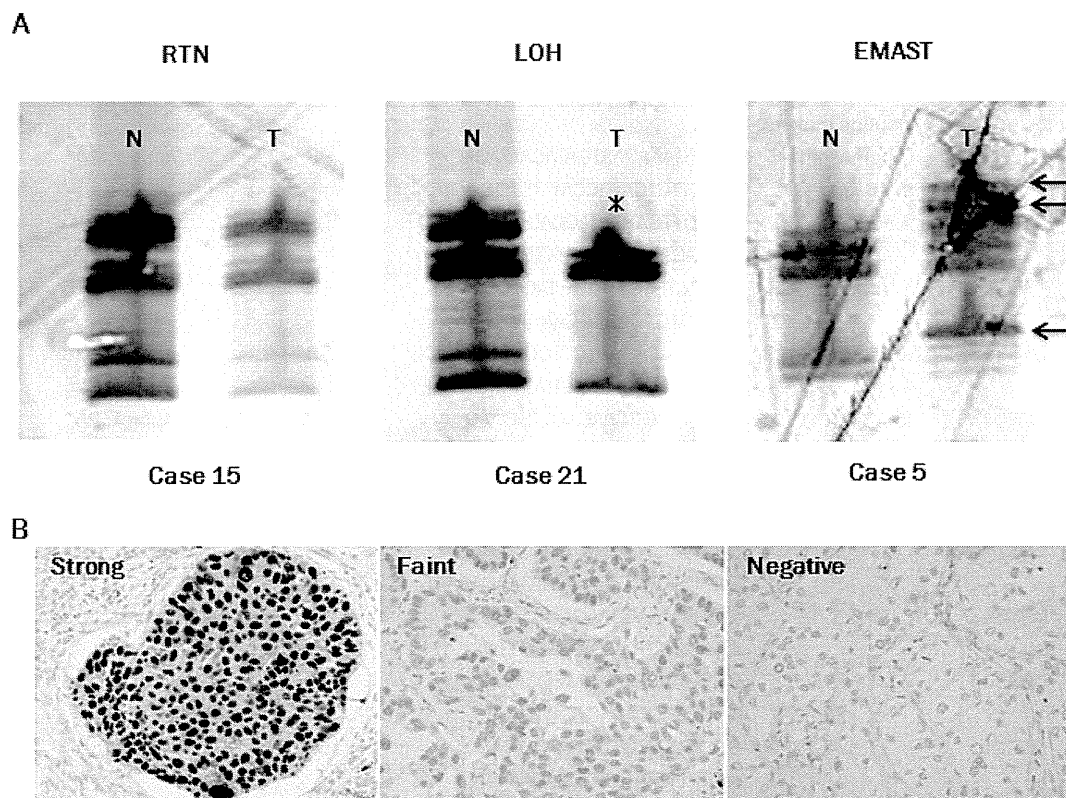 A
RTN LOH EMAST
N T N T N T
*
Case 15 Case 21 Case 5
B
Strong Faint Negative